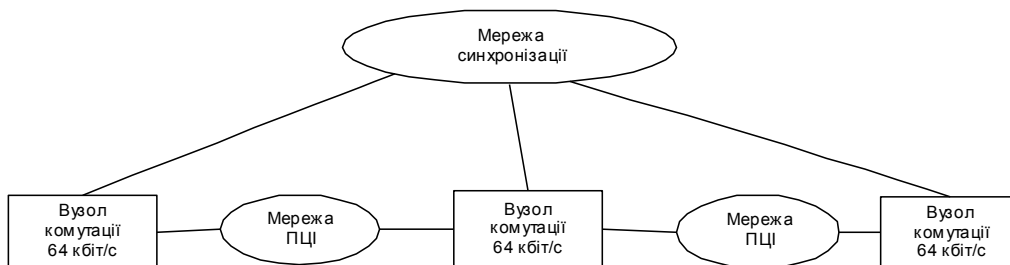 Мережа
синхронізації
Вузол
комутації
64 кбіт/с
Мережа
ПЦІ
Вузол
комутації
64 кбіт/с
Мережа
ПЦІ
Вузол
комутації
64 кбіт/с